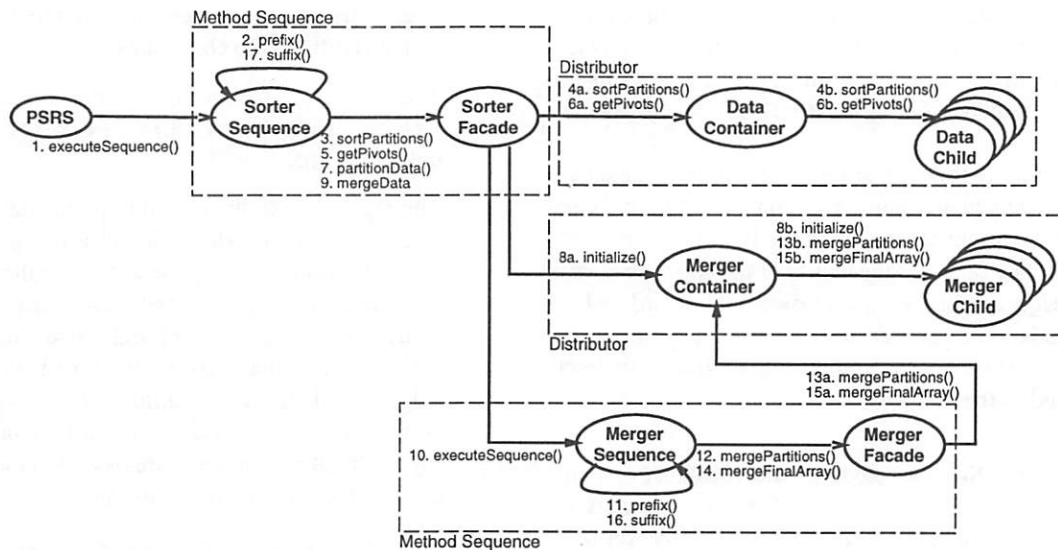 Method Sequence
2. prefix()
17. suffix()
PSRS
1. executeSequence()
Sorter
Sequence
3. sortPartitions()
5. getPivots()
7. partitionData()
9. mergeData
Sorter
Facade
Distributor
4a. sortPartitions()
6a. getPivots()
Data
Container
4b. sortPartitions()
6b. getPivots()
Data
Child
8a. initialize()
Merger
Container
8b. initialize()
13b. mergePartitions()
15b. mergeFinalArray()
Merger
Child
Distributor
13a. mergePartitions()
15a. mergeFinalArray()
10. executeSequence()
Merger
Sequence
12. mergePartitions()
14. mergeFinalArray()
Merger
Facade
11. prefix()
16. suffix()
Method Sequence